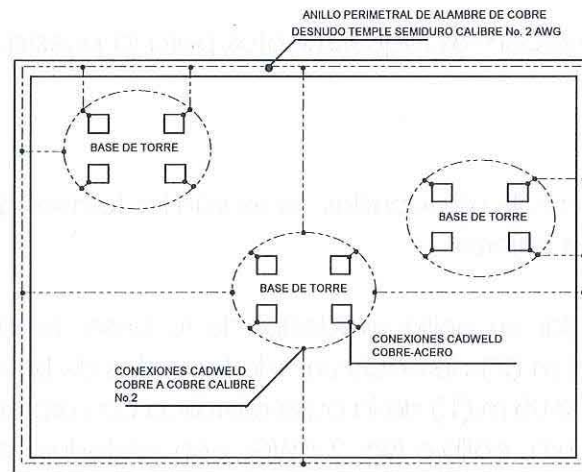 ANILLO PERIMETRAL DE ALAMBRE DE COBRE
DESNUDO TEMPLE SEMIDURO CALIBRE No. 2 AWG
BASE DE TORRE
BASE DE TORRE
BASE DE TORRE
CONEXIONES CADWELD
COBRE-ACERO
CONEXIONES CADWELD
COBRE A COBRE CALIBRE
No.2